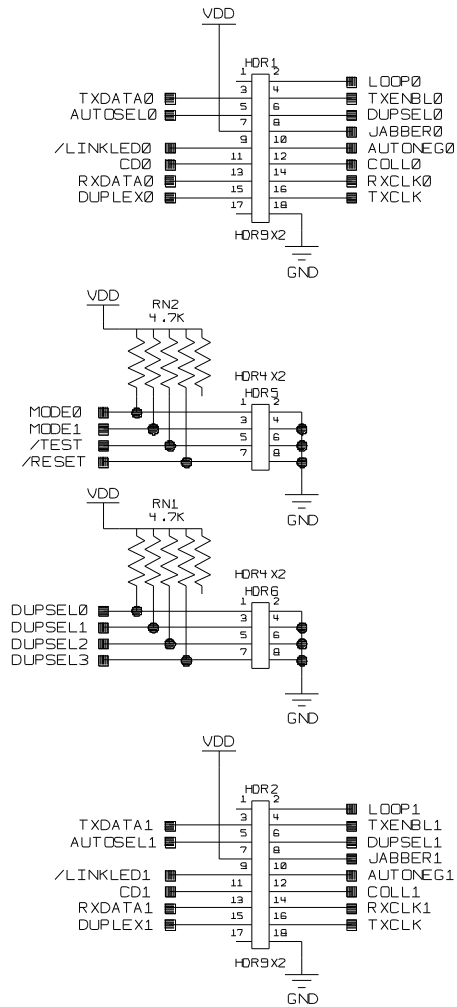 VDD
HDR1
1 2 LOOP0
TXDATA0 3 4 TXENBL0
AUTOSEL0 5 6 DUPSEL0
7 8 JABBER0
/LINKLED0 9 10 AUTONEG0
CD0 11 12 COLL0
RXDATA0 13 14 RXCLK0
DUPLEX0 15 16 TXCLK
17 18
HDR9X2
GND
VDD
RN2
4.7K
HDR4X2
HDR5
MODE0 1 2
MODE1 3 4
/TEST 5 6
/RESET 7 8
GND
VDD
RN1
4.7K
HDR4X2
HDR6
DUPSEL0 1 2
DUPSEL1 3 4
DUPSEL2 5 6
DUPSEL3 7 8
GND
VDD
HDR2
1 2 LOOP1
TXDATA1 3 4 TXENBL1
AUTOSEL1 5 6 DUPSEL1
7 8 JABBER1
/LINKLED1 9 10 AUTONEG1
CD1 11 12 COLL1
RXDATA1 13 14 RXCLK1
DUPLEX1 15 16 TXCLK
17 18
HDR9X2
GND